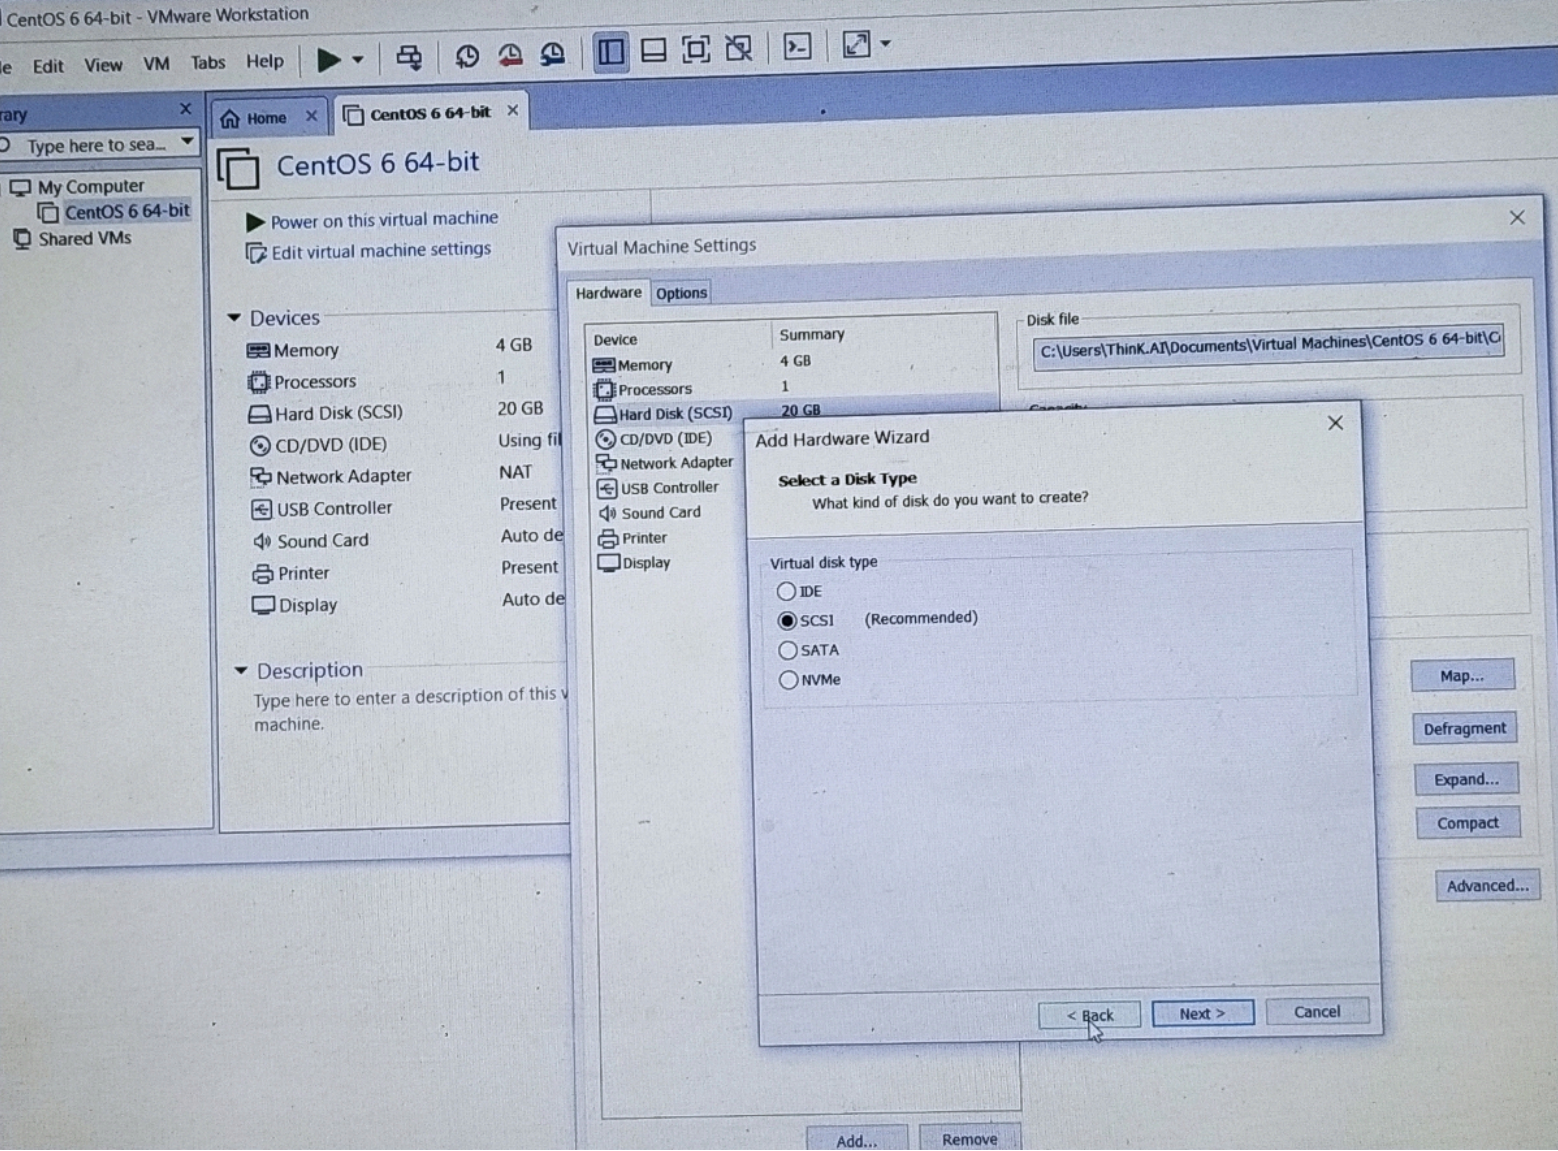 CentOS 6 64-bit - VMware Workstation
Edit View VM Tabs Help
Home
CentOS 6 64-bit
Type here to sea...
My Computer
CentOS 6 64-bit
Shared VMs
CentOS 6 64-bit
Power on this virtual machine
Edit virtual machine settings
Devices
Memory 4 GB
Processors 1
Hard Disk (SCSI) 20 GB
CD/DVD (IDE) Using fil
Network Adapter NAT
USB Controller Present
Sound Card Auto de
Printer Present
Display Auto de
Description
Type here to enter a description of this v
machine.
Virtual Machine Settings
Hardware Options
Device Summary
Memory 4 GB
Processors 1
Hard Disk (SCSI) 20 GB
CD/DVD (IDE)
Network Adapter
USB Controller
Sound Card
Printer
Display
Add... Remove
Disk file
C:\Users\ThinK.AI\Documents\Virtual Machines\CentOS 6 64-bit\C
Map...
Defragment
Expand...
Compact
Advanced...
Add Hardware Wizard
Select a Disk Type
What kind of disk do you want to create?
Virtual disk type
IDE
SCSI (Recommended)
SATA
NVMe
< Back Next > Cancel